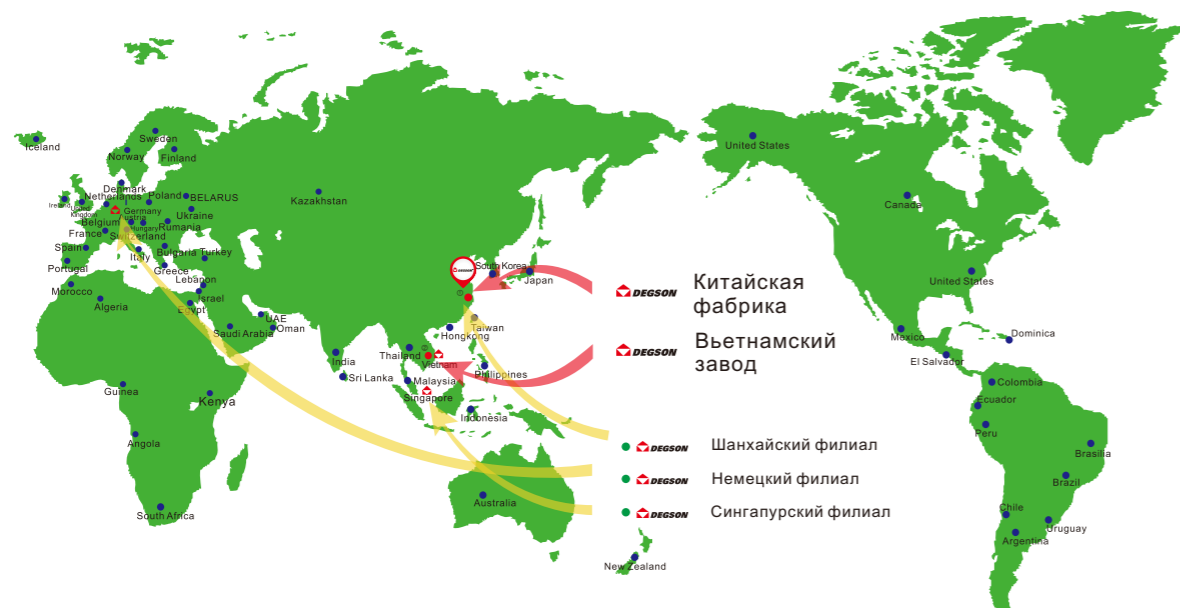 Iceland
Sweden
Norway
Finland
Denmark
Netherlands
Poland
BELARUS
Ireland
United
Kingdom
Germany
Ukraine
Belgium
Austria
Hungary
Rumania
France
Switzerland
Spain
Italy
Bulgaria
Turkey
Portugal
Greece
Lebanon
Morocco
Algeria
Israel
Egypt
UAE
Oman
Saudi Arabia
Kazakhstan
Guinea
Kenya
Angola
South Africa
India
Sri Lanka
DEGSON
South Korea
Japan
Taiwan
Hongkong
Thailand
Vietnam
Philippines
Malaysia
Singapore
Indonesia
Australia
New Zealand
DEGSON Китайская
фабрика
DEGSON Вьетнамский
завод
DEGSON Шанхайский филиал
DEGSON Немецкий филиал
DEGSON Сингапурский филиал
United States
Canada
United States
Mexico
Dominica
El Salvador
Colombia
Ecuador
Peru
Brasilia
Brazil
Chile
Uruguay
Argentina